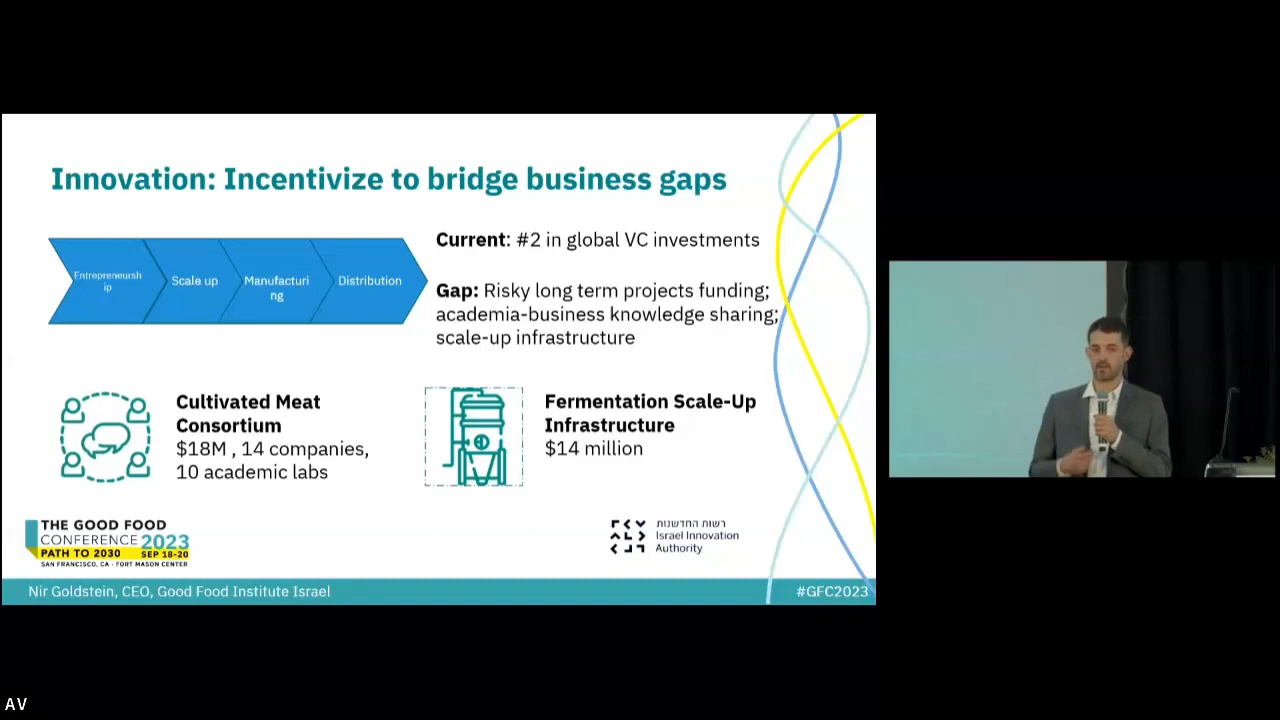 Innovation: Incentivize to bridge business gaps
Entrepreneursh
ip
Scale up
Manufacturi
ng
Distribution
Current: #2 in global VC investments
Gap: Risky long term projects funding;
academia-business knowledge sharing;
scale-up infrastructure
Cultivated Meat
Consortium
$18M , 14 companies,
10 academic labs
Fermentation Scale-Up
Infrastructure
$14 million
THE GOOD FOOD
CONFERENCE 2023
PATH TO 2030 SEP 18-20
SAN FRANCISCO, CA · FORT MASON CENTER
רשות החדשנות
Israel Innovation
Authority
Nir Goldstein, CEO, Good Food Institute Israel
#GFC2023
AV